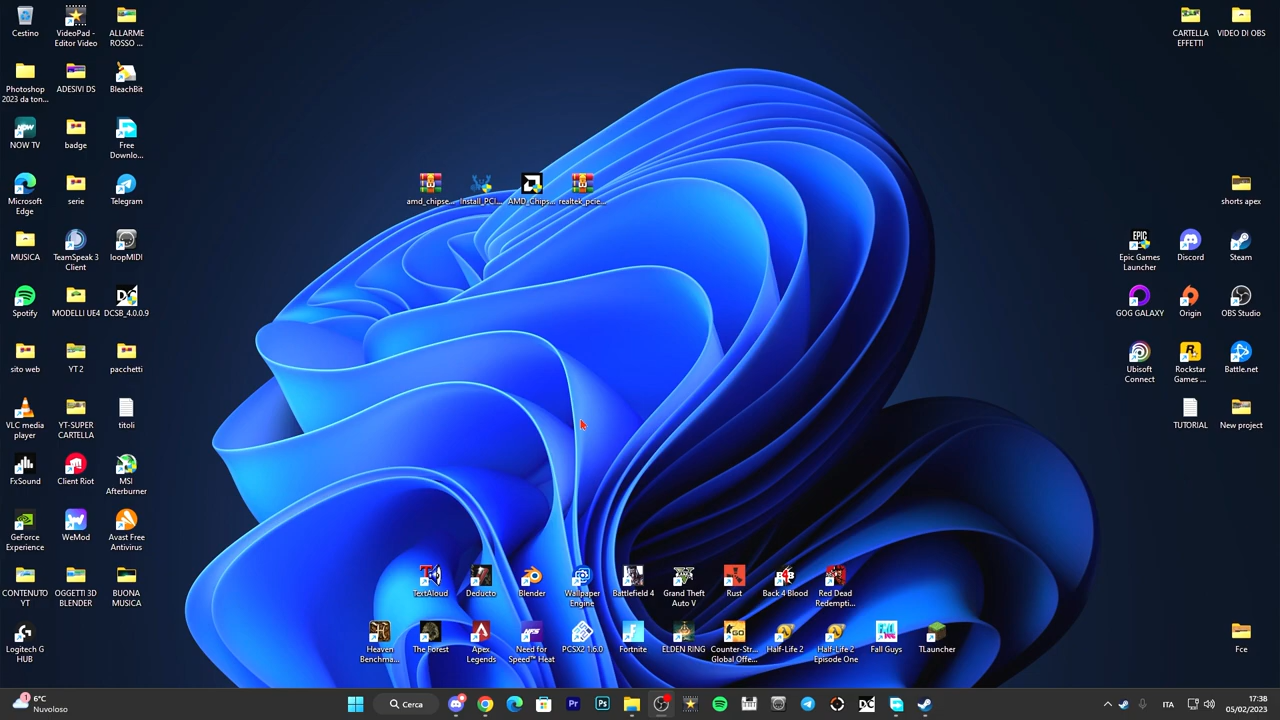 Cestino
VideoPad -
Editor Video
ALLARME
ROSSO ...
CARTELLA
EFFETTI
VIDEO DI OBS
Photoshop
2023 da ton...
ADESIVI DS
BleachBit
NOW TV
badge
Free
Downlo...
Microsoft
Edge
serie
Telegram
amd_chipse...
Install_PCI...
AMD_Chips...
realtek_pcie...
shorts apex
MUSICA
TeamSpeak 3
Client
loopMIDI
Epic Games
Launcher
Discord
Steam
Spotify
MODELLI UE4
DCSB_4.0.0.9
GOG GALAXY
Origin
OBS Studio
sito web
YT 2
pacchetti
Ubisoft
Connect
Rockstar
Games ...
Battle.net
VLC media
player
YT-SUPER
CARTELLA
titoli
TUTORIAL
New project
FxSound
Client Riot
MSI
Afterburner
GeForce
Experience
WeMod
Avast Free
Antivirus
CONTENUTO
YT
OGGETTI 3D
BLENDER
BUONA
MUSICA
TextAloud
Deducto
Blender
Wallpaper
Engine
Battlefield 4
Grand Theft
Auto V
Rust
Back 4 Blood
Red Dead
Redempti...
Logitech G
HUB
Heaven
Benchma...
The Forest
Apex
Legends
Need for
Speed™ Heat
PCSX2 1.6.0
Fortnite
ELDEN RING
Counter-Str...
Global Offe...
Half-Life 2
Half-Life 2
Episode One
Fall Guys
TLauncher
Fce
6°C
Nuvoloso
Cerca
ITA
17:38
05/02/2023